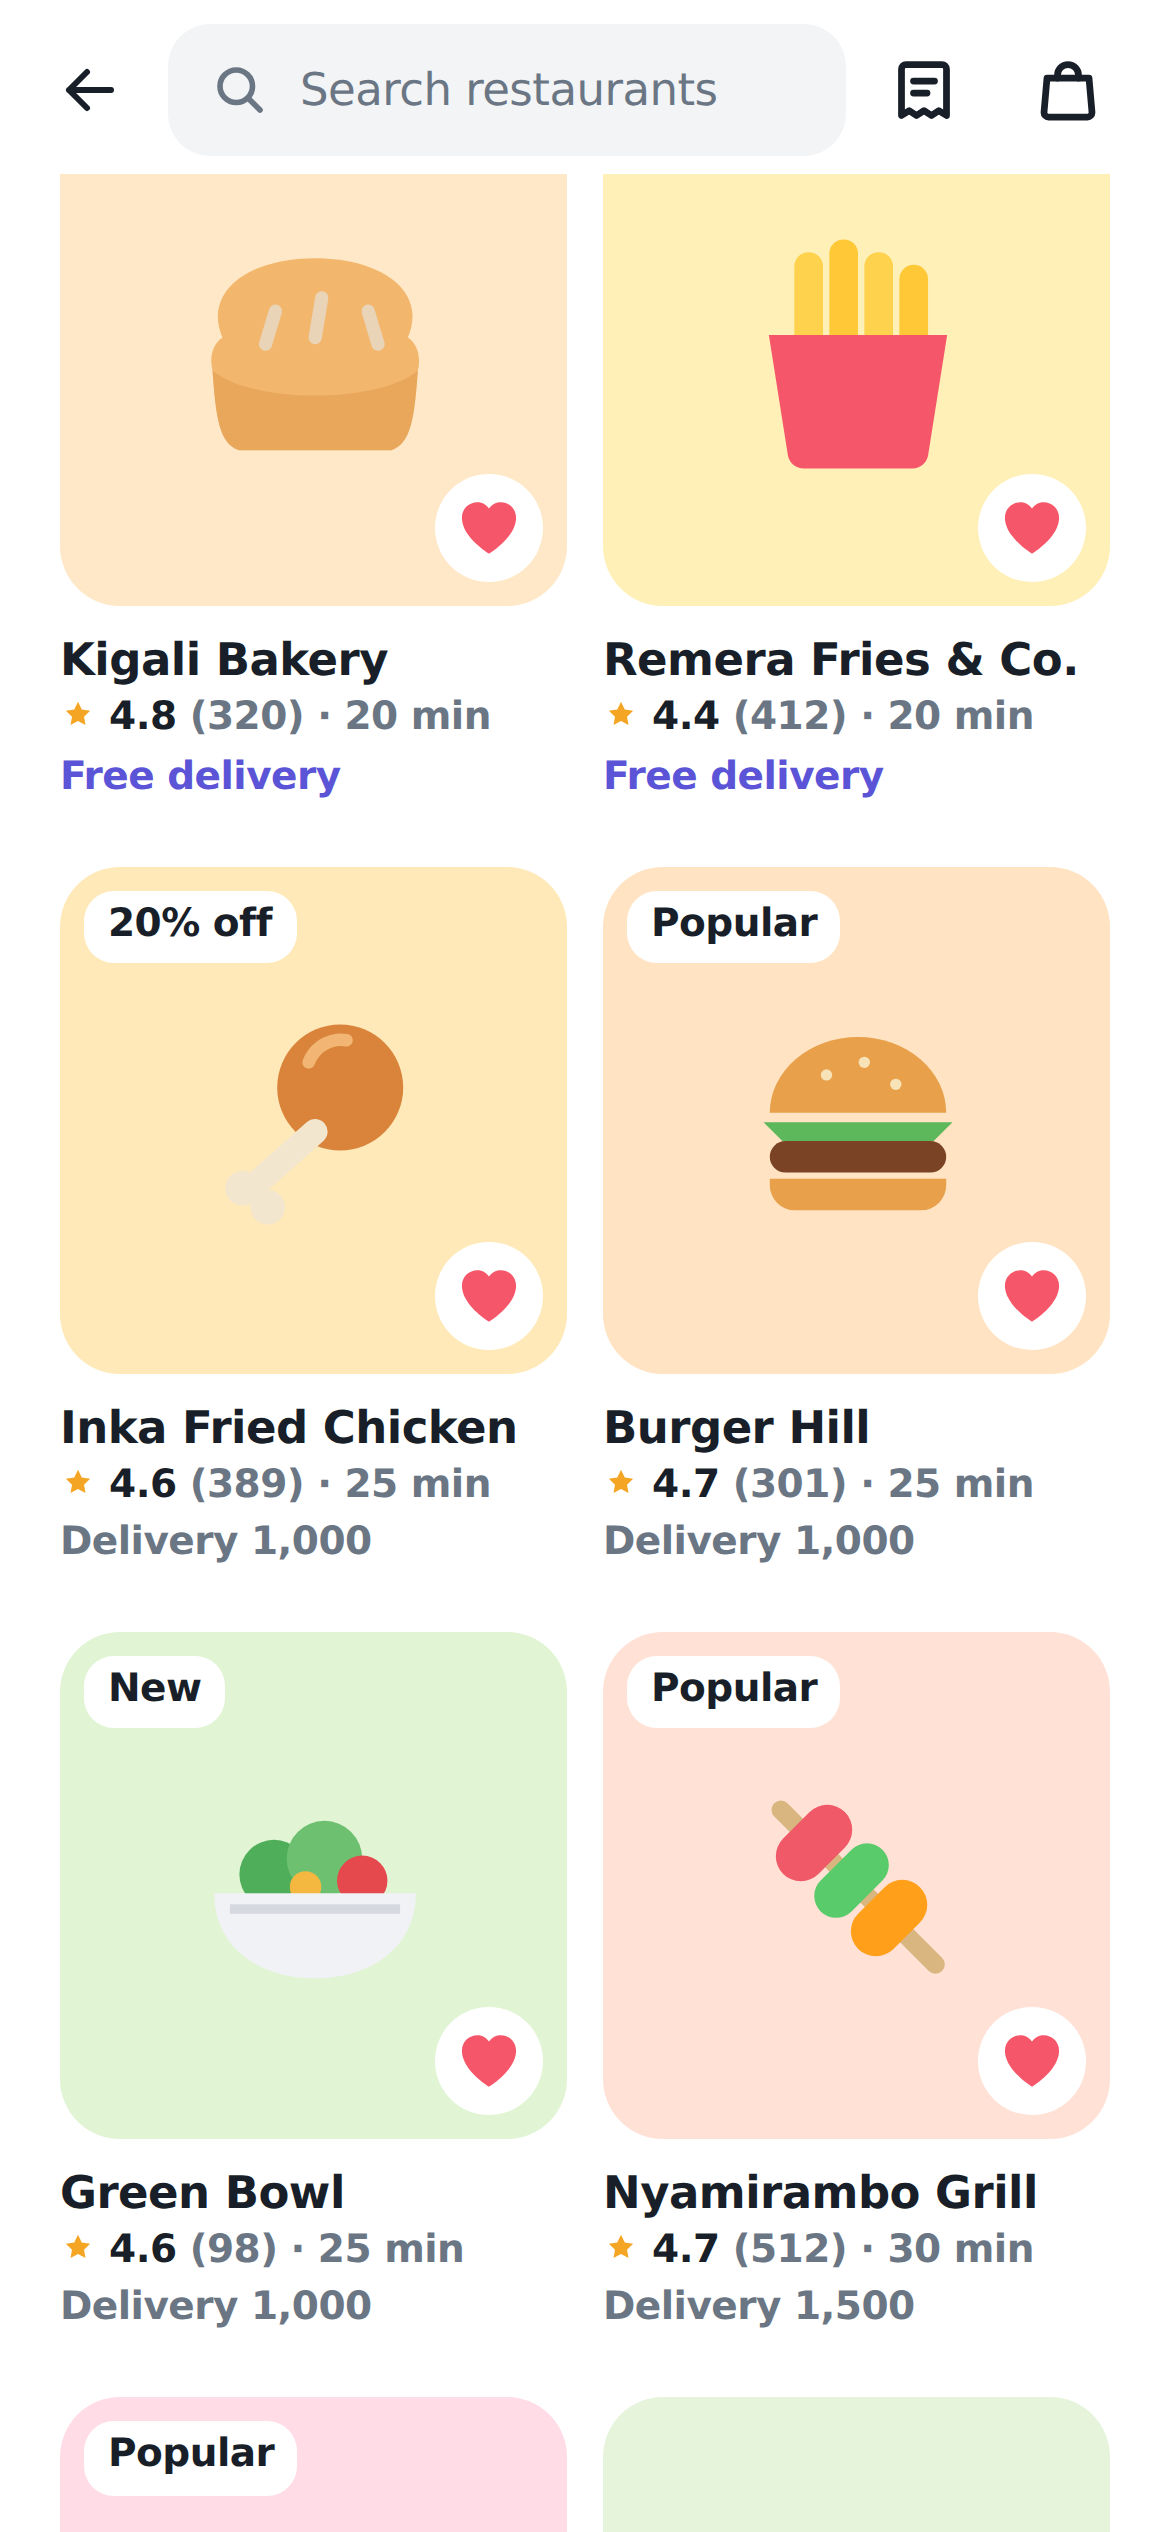 Search restaurants
Kigali Bakery
4.8 (320) · 20 min
Free delivery
Remera Fries & Co.
4.4 (412) · 20 min
Free delivery
20% off
Inka Fried Chicken
4.6 (389) · 25 min
Delivery 1,000
Popular
Burger Hill
4.7 (301) · 25 min
Delivery 1,000
New
Green Bowl
4.6 (98) · 25 min
Delivery 1,000
Popular
Nyamirambo Grill
4.7 (512) · 30 min
Delivery 1,500
Popular